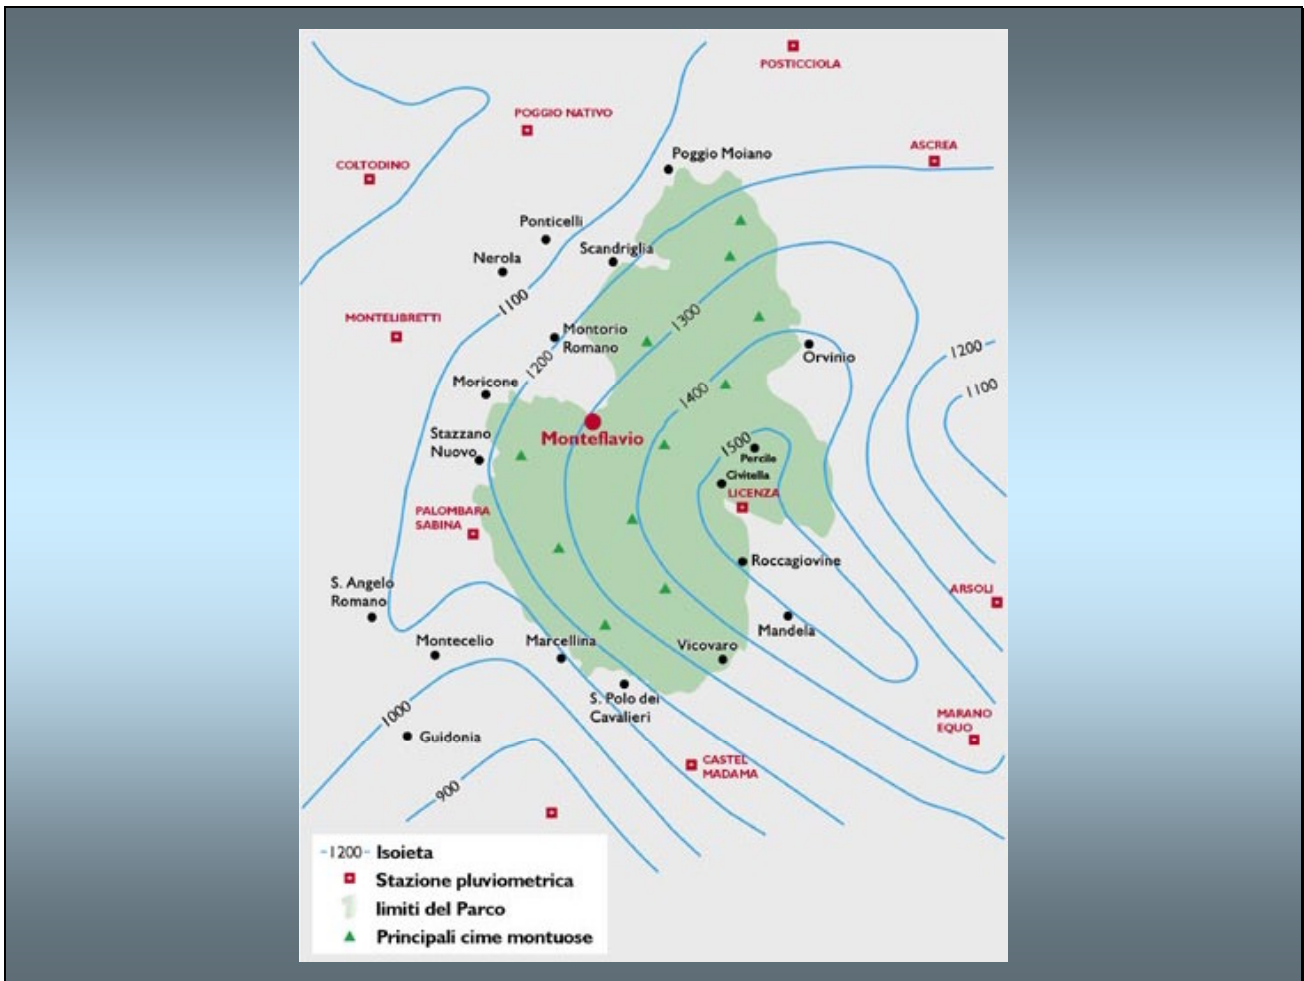 POSTICCIOLA
POGGIO NATIVO
ASCREA
Poggio Moiano
COLTODINO
Ponticelli
Scandriglia
Nerola
1100
MONTELIBRETTI
1300
Montorio
Romano
1200
Orvinio
1200
1100
Moricone
1400
Stazzano
Nuovo
Monteflavio
1500
Percile
Civitella
LICENZA
PALOMBARA
SABINA
Roccagiovine
S. Angelo
Romano
ARSOLI
Mandela
Montecelio
Marcellina
Vicovaro
S. Polo dei
Cavalieri
1000
MARANO
EQUO
Guidonia
CASTEL
MADAMA
900
-1200- Isoieta
Stazione pluviometrica
limiti del Parco
Principali cime montuose